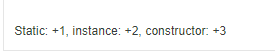 Static: +1, instance: +2, constructor: +3